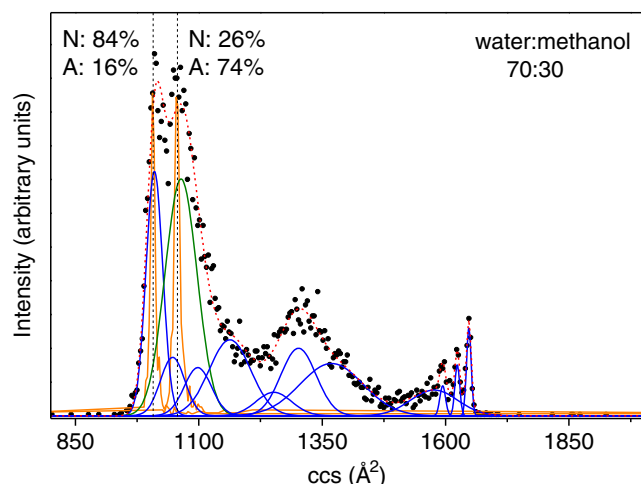 N: 84%
A: 16%
N: 26%
A: 74%
water:methanol
70:30
Intensity (arbitrary units)
850 1100 1350 1600 1850
ccs (Å²)